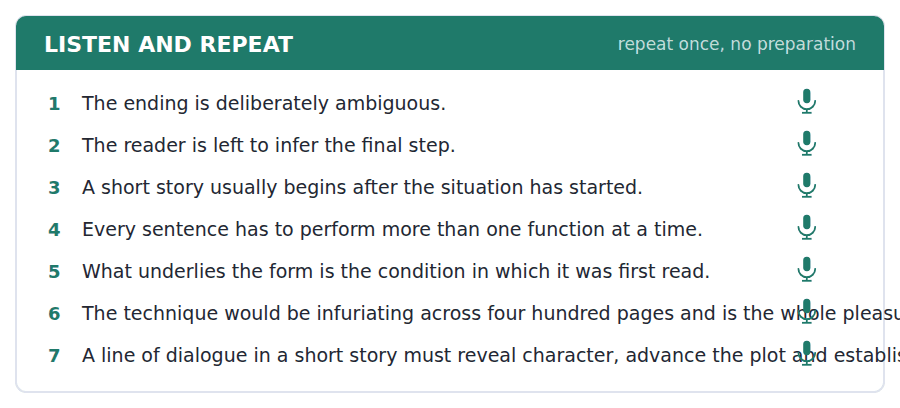 LISTEN AND REPEAT repeat once, no preparation
1 The ending is deliberately ambiguous.
2 The reader is left to infer the final step.
3 A short story usually begins after the situation has started.
4 Every sentence has to perform more than one function at a time.
5 What underlies the form is the condition in which it was first read.
6 The technique would be infuriating across four hundred pages and is the whole
7 A line of dialogue in a short story must reveal character, advance the plot and